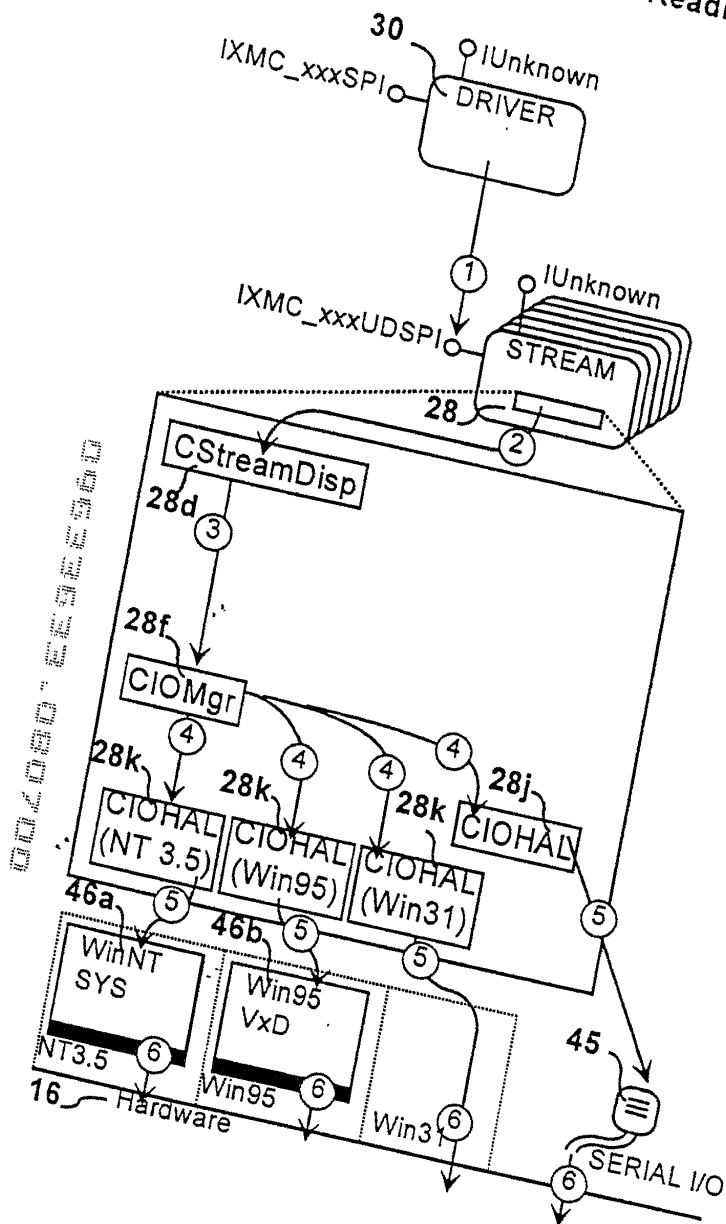 30
IUnknown
IXMC_xxxSPI
DRIVER
1
IUnknown
IXMC_xxxUDSPI
STREAM
28
2
CStreamDisp
28d
3
28f
CIOMgr
4
4
4
4
28k
28k
28k
28j
CIOHAL
(NT 3.5)
CIOHAL
(Win95)
CIOHAL
(Win31)
CIOHAL
5
5
5
5
46a
46b
WinNT
SYS
Win95
VxD
45
NT3.5
6
Win95
6
Win31
6
16
Hardware
SERIAL I/O
6